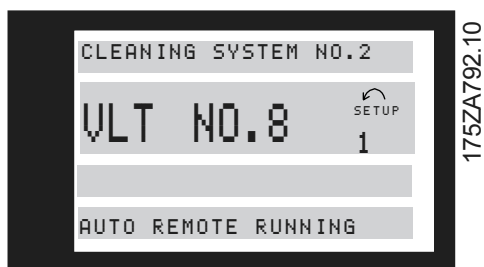 CLEANING SYSTEM NO.2
VLT NO.8
SETUP
1
AUTO REMOTE RUNNING
175ZA792.10